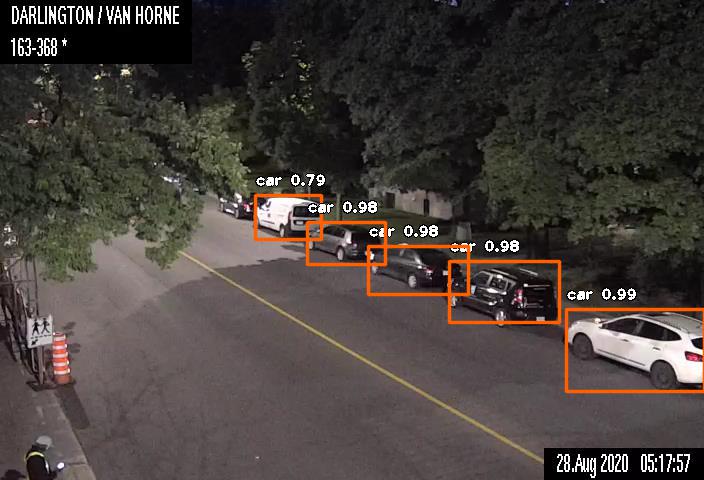 DARLINGTON / VAN HORNE
163-368 *
car 0.79
car 0.98
car 0.98
car 0.98
car 0.99
28.Aug 2020 05:17:57